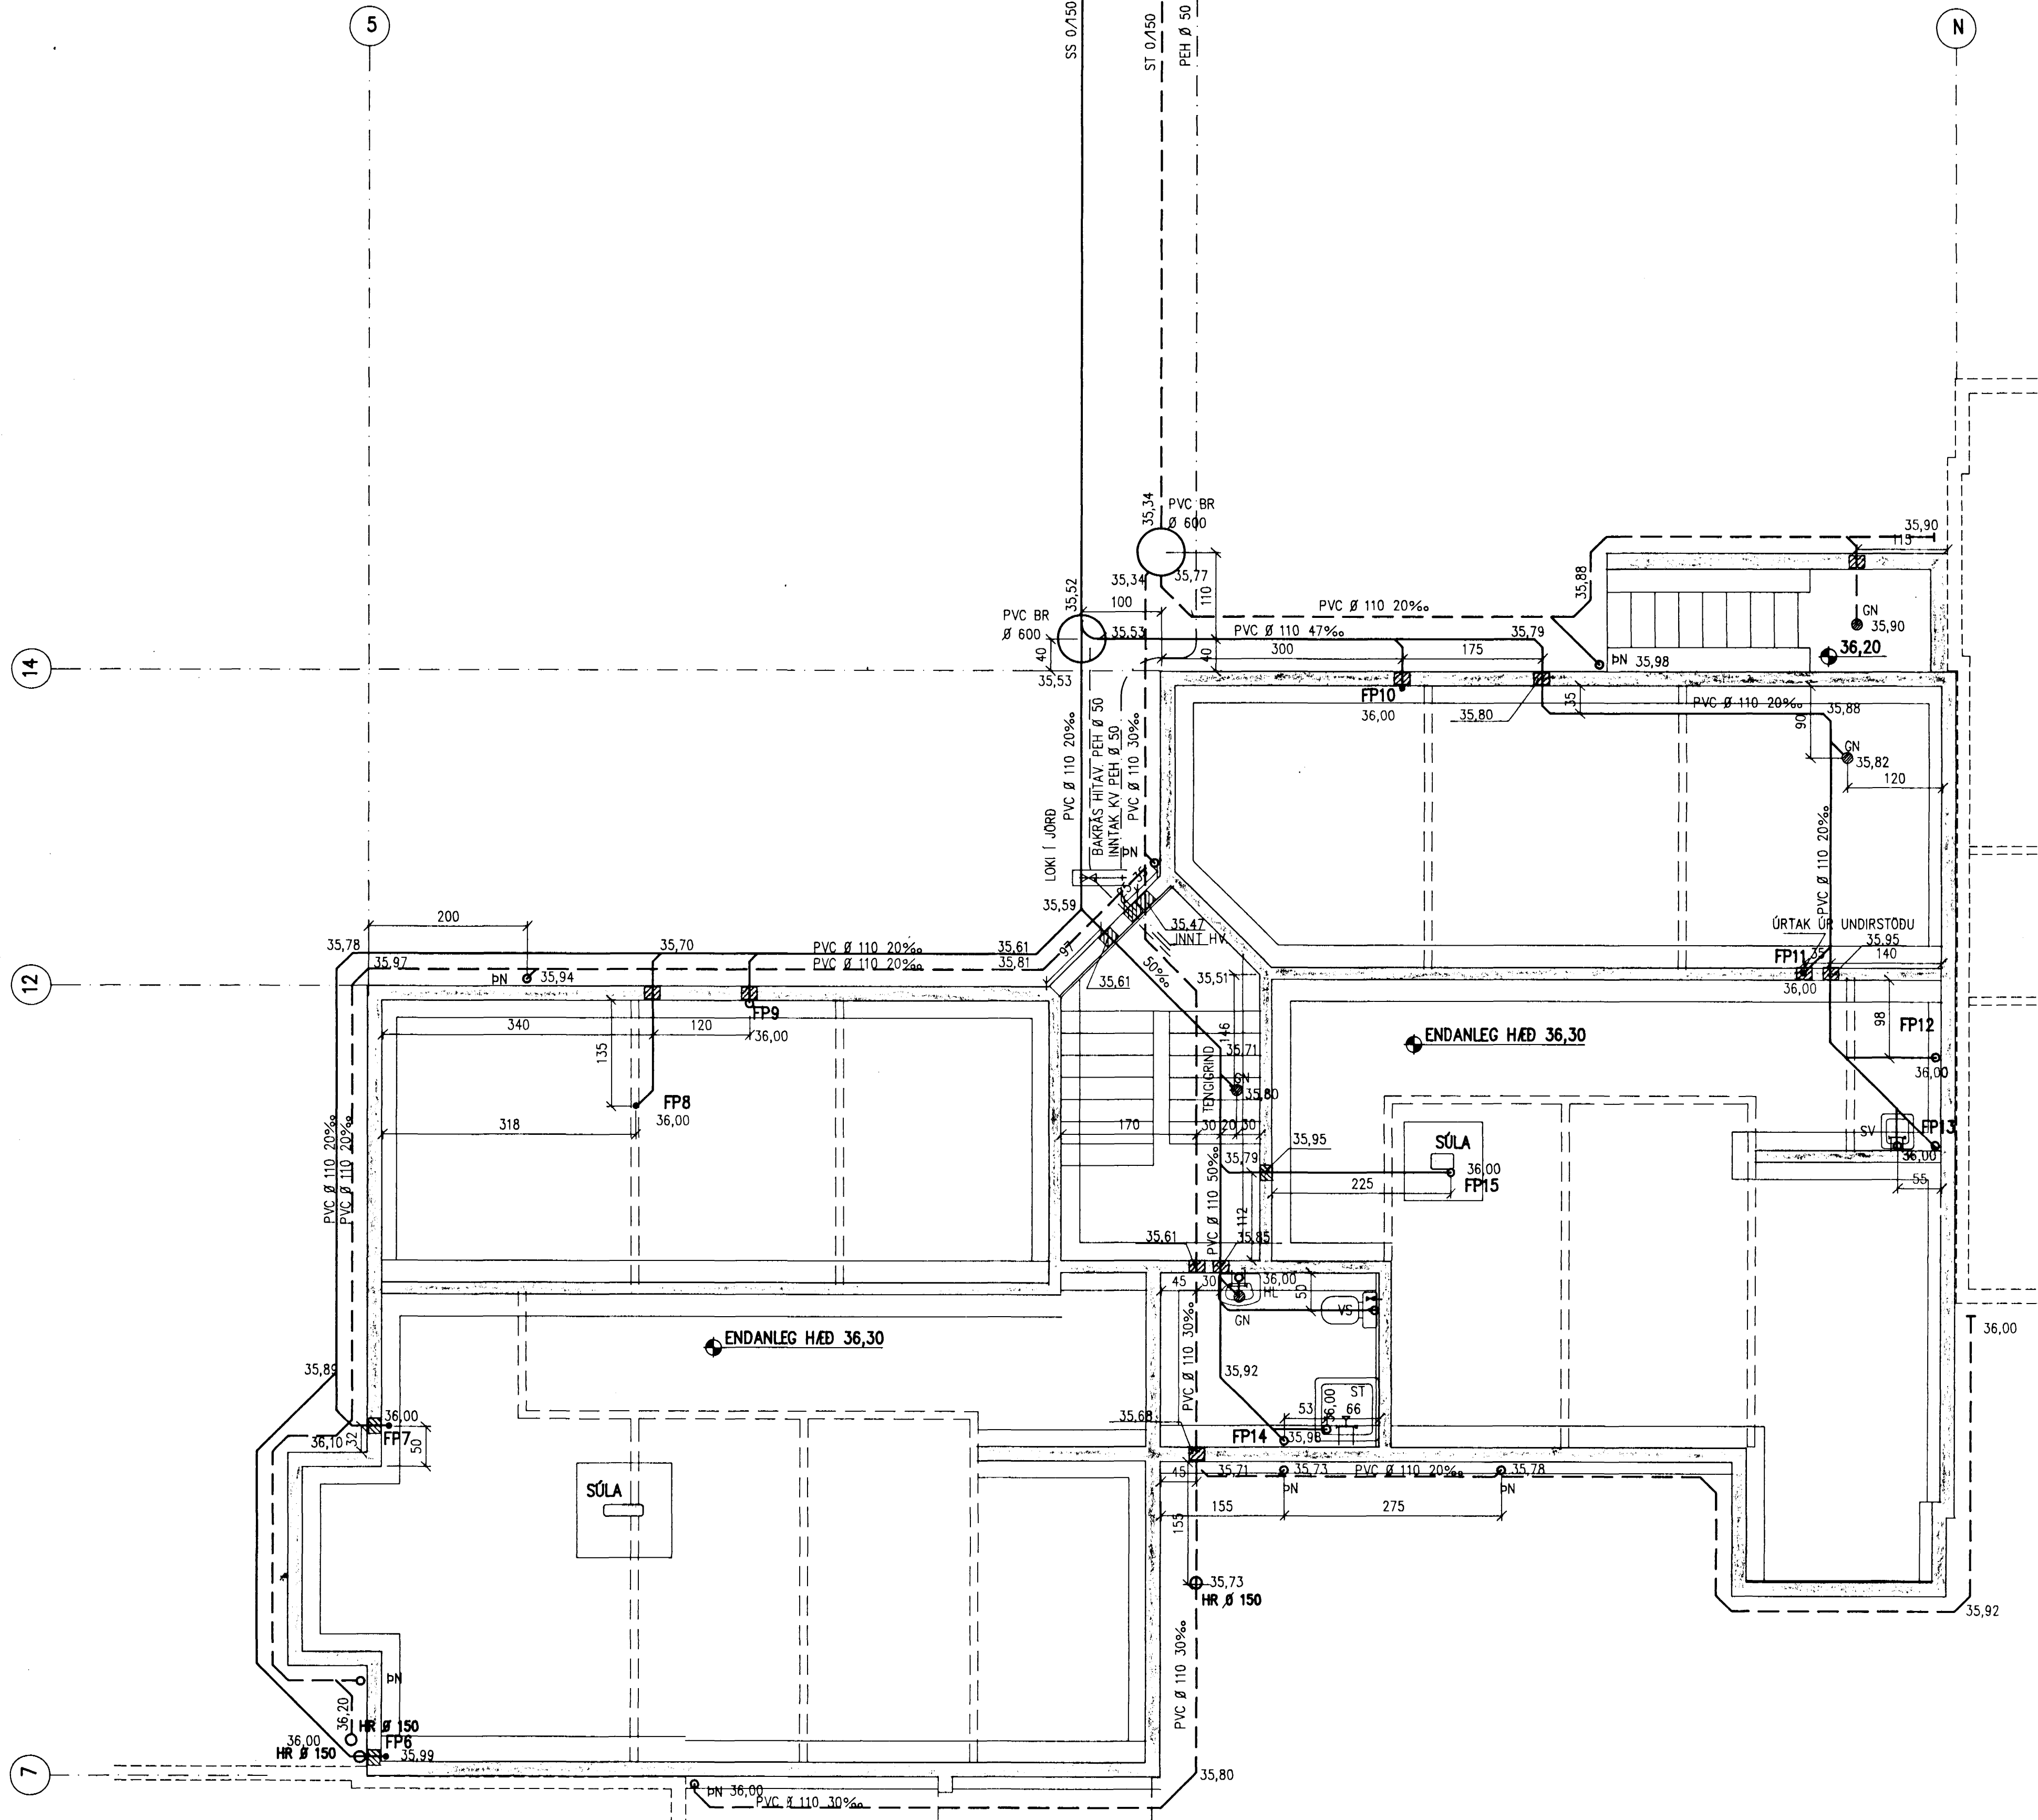 5
N
SS 0/150
ST 0/150
PEH Ø 50
35,34
PVC BR
Ø 600
35,90
115
35,52
35,34
35,77
110
35,88
100
PVC Ø 110 20‰
GN
35,90
PVC BR
Ø 600
35,53
PVC Ø 110 47‰
35,79
36,20
40
300
40
175
ÞN 35,98
14
35,53
FP10
36,00
35,80
35
PVC Ø 110 20‰
35,88
90
GN
35,82
120
PVC Ø 110 20‰
BAKRÁS HITAV. PEH Ø 50
INNTAK KV PEH Ø 50
PVC Ø 110 30‰
LOKI Í JÖRÐ
ÞN
PVC Ø 110 20‰
35
35,59
200
35,47
INNT HV.
ÚRTAK ÚR UNDIRSTÖÐU
35,78
35,70
PVC Ø 110 20‰
35,61
97
35,95
35,97
PVC Ø 110 20‰
35,81
50‰
FP11
35
140
12
ÞN
35,94
35,61
35,51
36,00
FP9
340
120
36,00
135
146
98
FP12
ENDANLEG HÆÐ 36,30
35,71
TENGIGRIND
GN
35,80
36,00
FP8
36,00
318
170
30
20
30
SÚLA
SV
FP13
35,95
35,79
36,00
36,00
FP15
225
55
PVC Ø 110 20‰
PVC Ø 110 20‰
PVC Ø 110 50‰
112
35,61
35,85
45
30
36,00
HL
50
VS
GN
36,00
ENDANLEG HÆÐ 36,30
PVC Ø 110 30‰
35,89
35,92
ST
36,00
53
66
36,00
FP7
36,10
32
50
35,68
FP14
35,98
45
35,71
35,73
PVC Ø 110 20‰
35,78
SÚLA
ÞN
ÞN
155
275
155
35,73
HR Ø 150
35,92
PVC Ø 110 30‰
ÞN
36,20
HR Ø 150
36,00
FP6
HR Ø 150
35,99
7
35,80
ÞN 36,00
PVC Ø 110 30‰